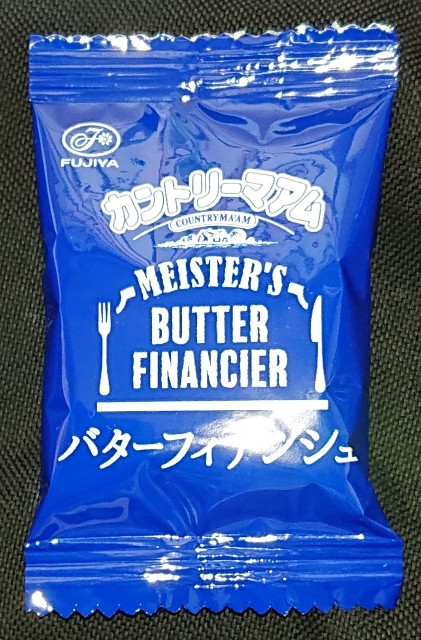 FUJIYA
カントリーマアム
COUNTRY MA'AM
MEISTER'S
BUTTER
FINANCIER
バターフィナンシェ